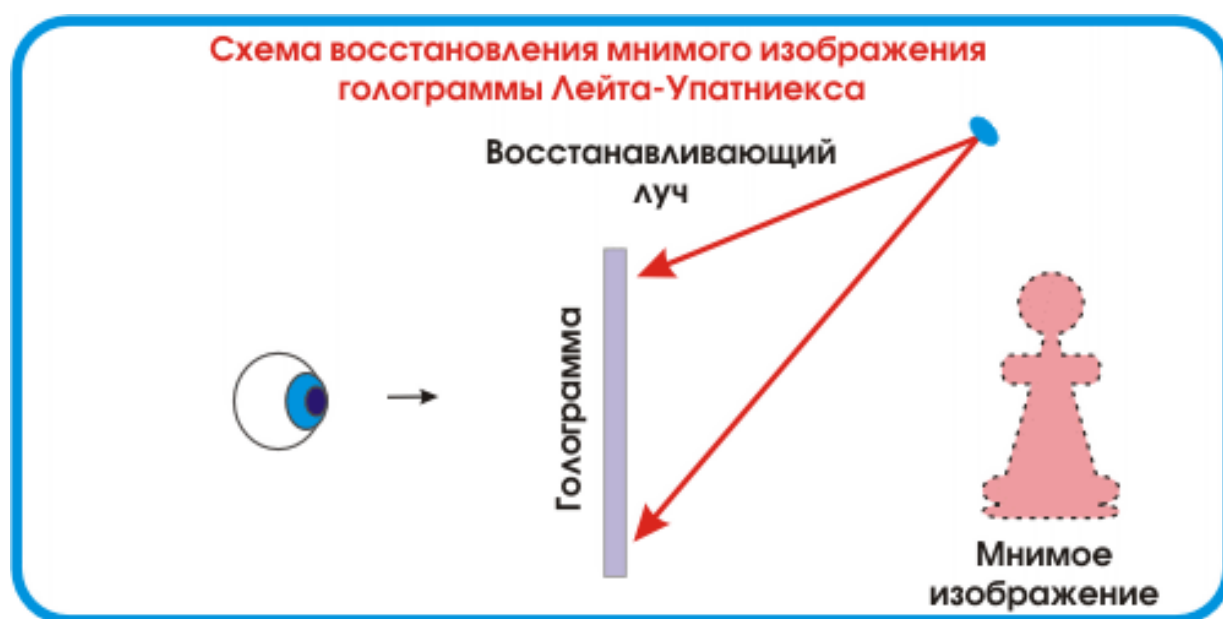 Схема восстановления мнимого изображения
голограммы Лейта-Упатниекса
Восстанавливающий
луч
Голограмма
Мнимое
изображение